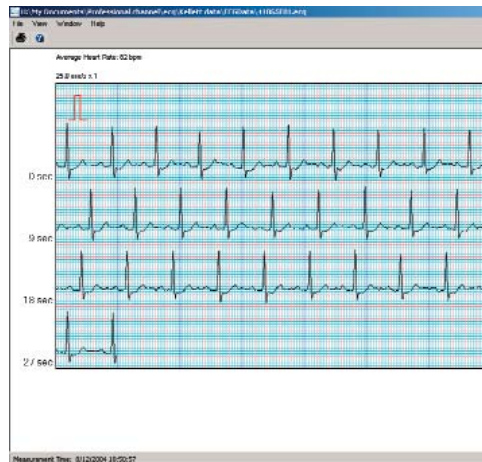 File View Window Help
Average Heart Rate: 62 bpm
25.0 mm/s x 1
0 sec
9 sec
18 sec
27 sec
Measurement Time: 8/12/2004 10:50:57